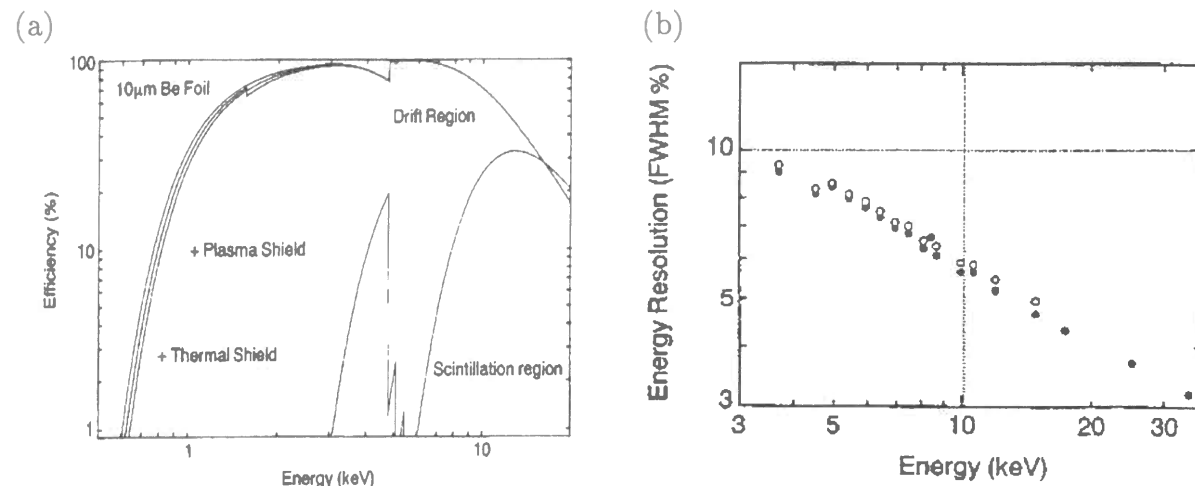 (a)
100
10μm Be Foil
Drift Region
Efficiency (%)
10
+ Plasma Shield
+ Thermal Shield
Scintillation region
1
1
10
Energy (keV)
(b)
Energy Resolution (FWHM %)
10
5
3
3
5
10
20
30
Energy (keV)